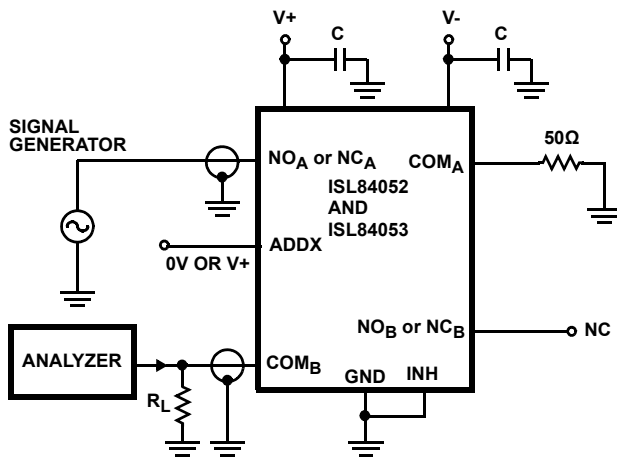 V+
C
V-
C
SIGNAL
GENERATOR
50Ω
NOA or NCA
COMA
ISL84052
AND
ISL84053
ADDX
0V OR V+
NOB or NCB
NC
ANALYZER
COMB
GND
INH
RL